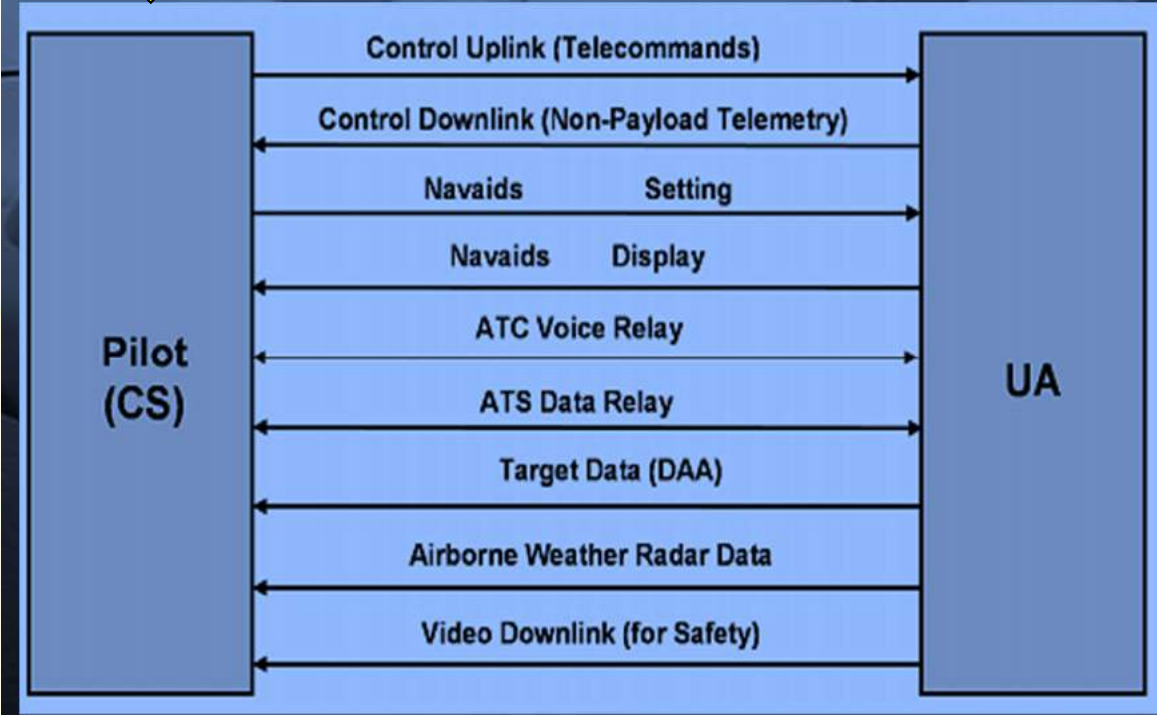 Control Uplink (Telecommands)
Control Downlink (Non-Payload Telemetry)
Navaids Setting
Navaids Display
ATC Voice Relay
Pilot
(CS)
UA
ATS Data Relay
Target Data (DAA)
Airborne Weather Radar Data
Video Downlink (for Safety)